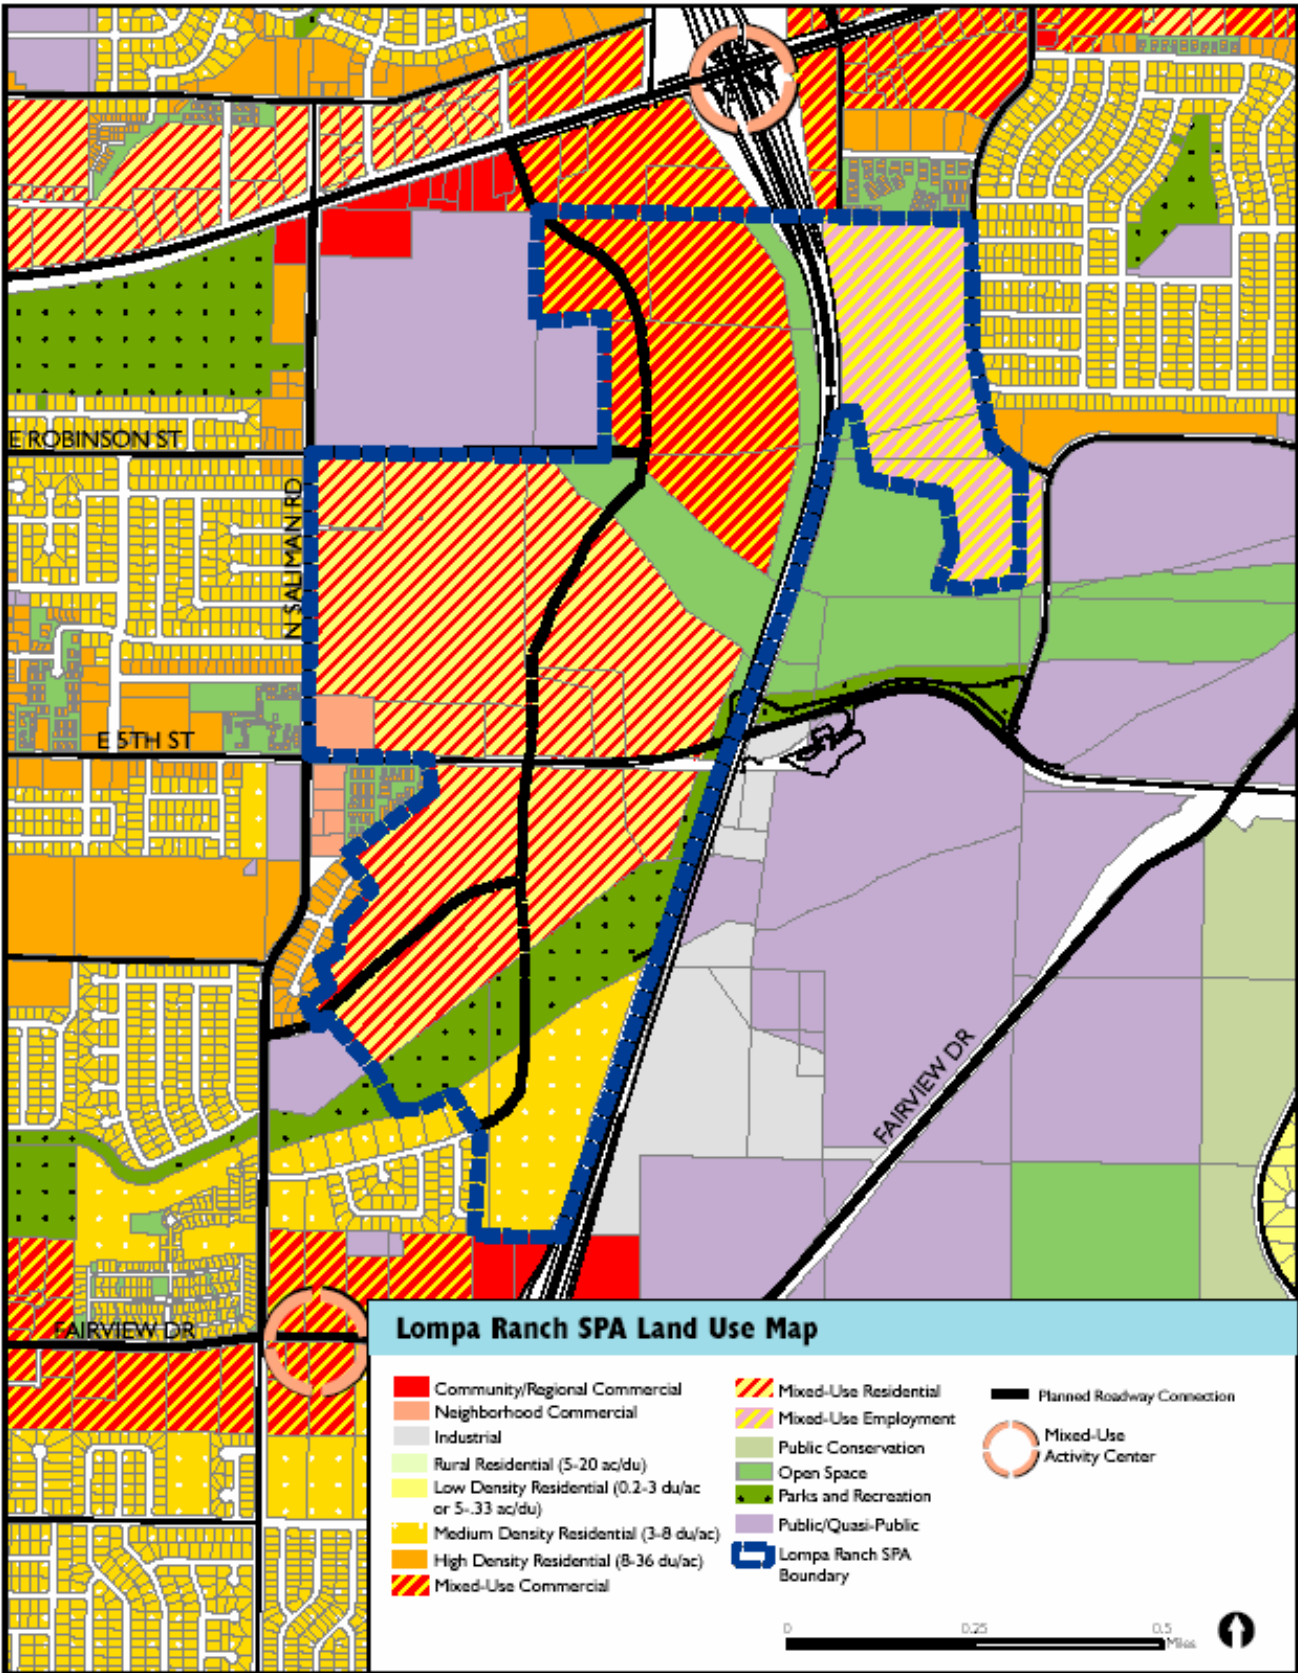 E ROBINSON ST
N SALIMAN RD
E 5TH ST
FAIRVIEW DR
FAIRVIEW DR
Lompa Ranch SPA Land Use Map
Community/Regional Commercial
Neighborhood Commercial
Industrial
Rural Residential (5-20 ac/du)
Low Density Residential (0.2-3 du/ac
or 5-.33 ac/du)
Medium Density Residential (3-8 du/ac)
High Density Residential (8-36 du/ac)
Mixed-Use Commercial
Mixed-Use Residential
Mixed-Use Employment
Public Conservation
Open Space
Parks and Recreation
Public/Quasi-Public
Lompa Ranch SPA
Boundary
Planned Roadway Connection
Mixed-Use
Activity Center
0 0.25 0.5
Miles